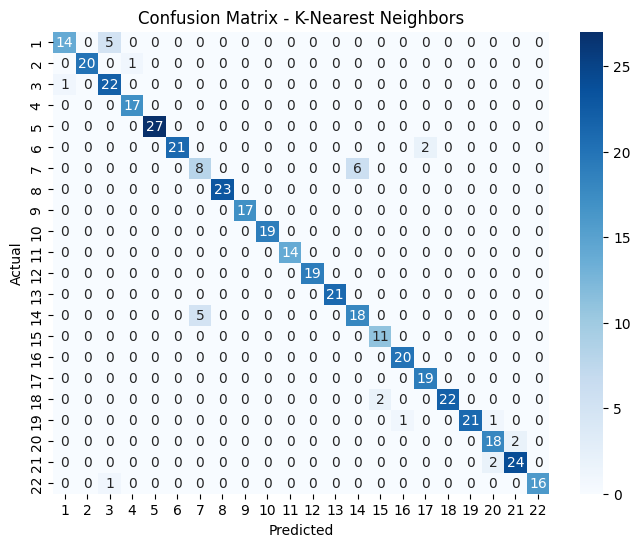 Confusion Matrix - K-Nearest Neighbors
1 14 0 5 0 0 0 0 0 0 0 0 0 0 0 0 0 0 0 0 0 0 0
2 0 20 0 1 0 0 0 0 0 0 0 0 0 0 0 0 0 0 0 0 0 0
3 1 0 22 0 0 0 0 0 0 0 0 0 0 0 0 0 0 0 0 0 0 0
4 0 0 0 17 0 0 0 0 0 0 0 0 0 0 0 0 0 0 0 0 0 0
5 0 0 0 0 27 0 0 0 0 0 0 0 0 0 0 0 0 0 0 0 0 0
6 0 0 0 0 0 21 0 0 0 0 0 0 0 0 0 0 2 0 0 0 0 0
7 0 0 0 0 0 0 8 0 0 0 0 0 0 6 0 0 0 0 0 0 0 0
8 0 0 0 0 0 0 0 23 0 0 0 0 0 0 0 0 0 0 0 0 0 0
9 0 0 0 0 0 0 0 0 17 0 0 0 0 0 0 0 0 0 0 0 0 0
10 0 0 0 0 0 0 0 0 0 19 0 0 0 0 0 0 0 0 0 0 0 0
11 0 0 0 0 0 0 0 0 0 0 14 0 0 0 0 0 0 0 0 0 0 0
12 0 0 0 0 0 0 0 0 0 0 0 19 0 0 0 0 0 0 0 0 0 0
13 0 0 0 0 0 0 0 0 0 0 0 0 21 0 0 0 0 0 0 0 0 0
14 0 0 0 0 0 0 5 0 0 0 0 0 0 18 0 0 0 0 0 0 0 0
15 0 0 0 0 0 0 0 0 0 0 0 0 0 0 11 0 0 0 0 0 0 0
16 0 0 0 0 0 0 0 0 0 0 0 0 0 0 0 20 0 0 0 0 0 0
17 0 0 0 0 0 0 0 0 0 0 0 0 0 0 0 0 19 0 0 0 0 0
18 0 0 0 0 0 0 0 0 0 0 0 0 0 0 2 0 0 22 0 0 0 0
19 0 0 0 0 0 0 0 0 0 0 0 0 0 0 0 1 0 0 21 1 0 0
20 0 0 0 0 0 0 0 0 0 0 0 0 0 0 0 0 0 0 0 18 2 0
21 0 0 0 0 0 0 0 0 0 0 0 0 0 0 0 0 0 0 0 2 24 0
22 0 0 1 0 0 0 0 0 0 0 0 0 0 0 0 0 0 0 0 0 0 16
1 2 3 4 5 6 7 8 9 10 11 12 13 14 15 16 17 18 19 20 21 22
Predicted
Actual
25
20
15
10
5
0